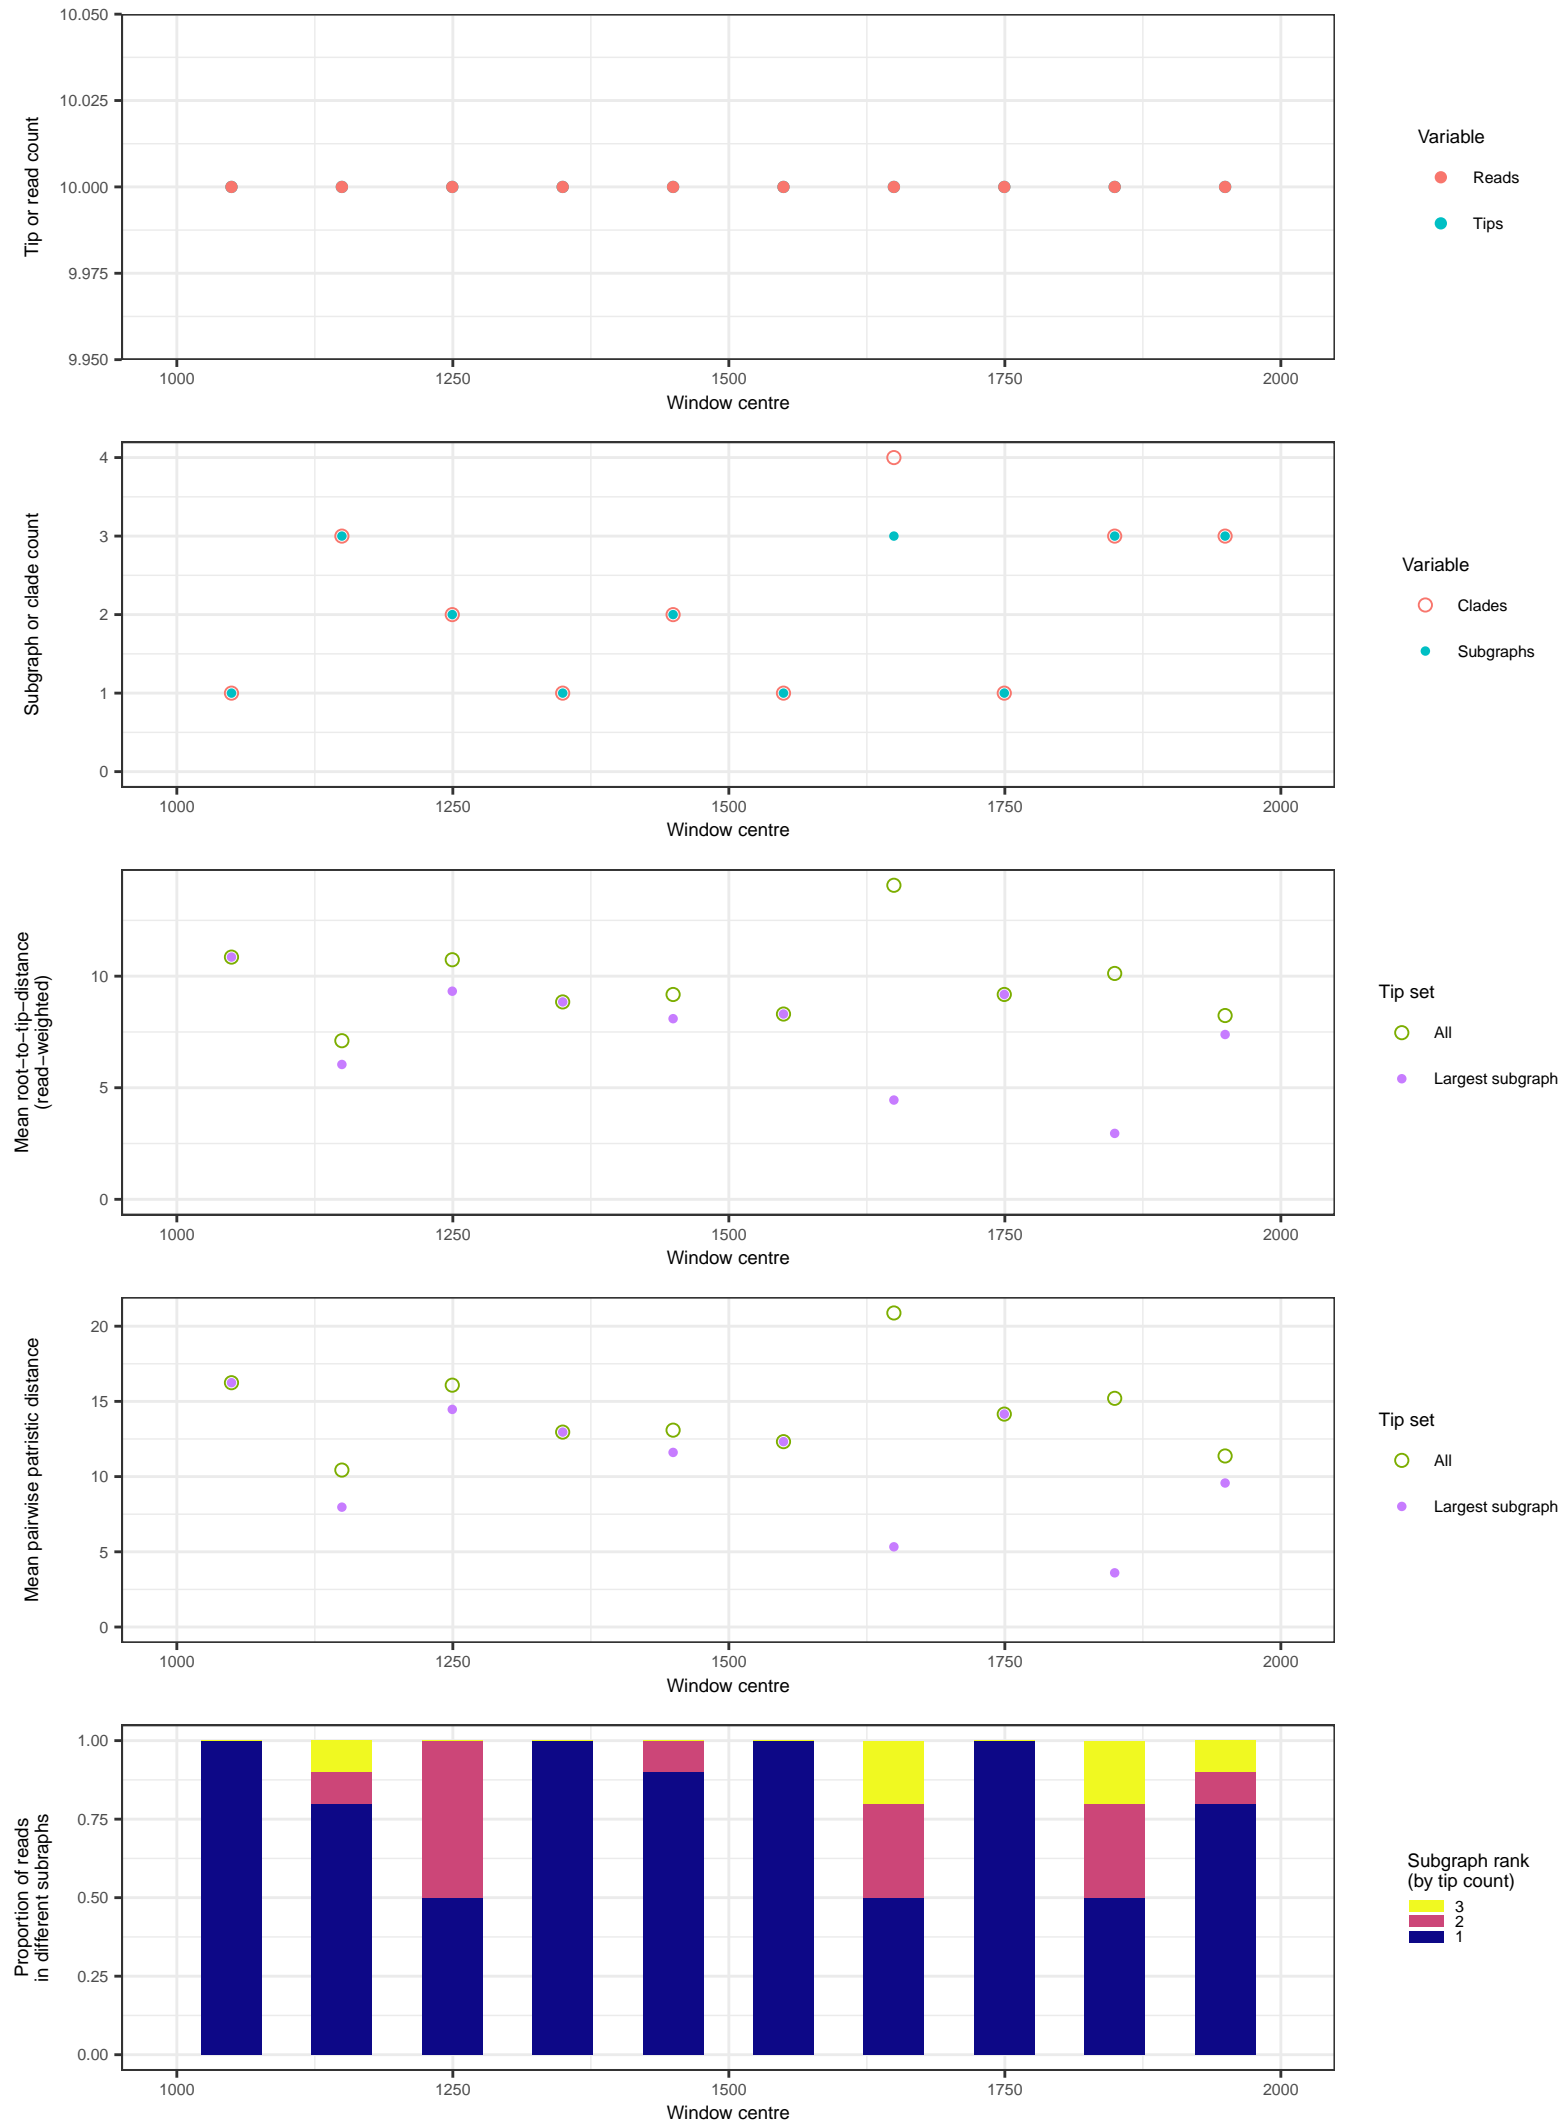 10.050
10.025
10.000
9.975
9.950
Tip or read count
1000 1250 1500 1750 2000
Window centre
Variable
Reads
Tips
4
3
2
1
0
Subgraph or clade count
1000 1250 1500 1750 2000
Window centre
Variable
Clades
Subgraphs
10
5
0
Mean root−to−tip−distance
(read−weighted)
1000 1250 1500 1750 2000
Window centre
Tip set
All
Largest subgraph
20
15
10
5
0
Mean pairwise patristic distance
1000 1250 1500 1750 2000
Window centre
Tip set
All
Largest subgraph
1.00
0.75
0.50
0.25
0.00
Proportion of reads
in different subraphs
1000 1250 1500 1750 2000
Window centre
Subgraph rank
(by tip count)
3
2
1